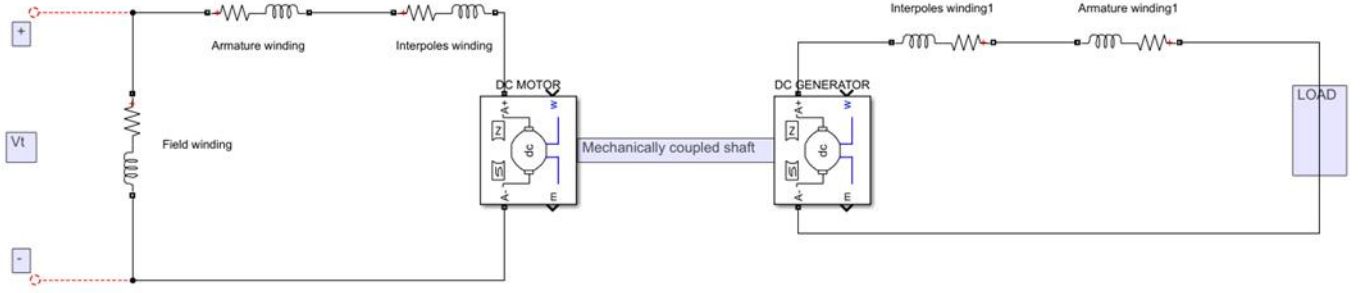 +
Vt
-
Armature winding
Interpoles winding
Field winding
DC MOTOR
A+
w
N
dc
S
A-
m
Mechanically coupled shaft
Interpoles winding1
Armature winding1
DC GENERATOR
A+
w
N
dc
S
A-
m
LOAD